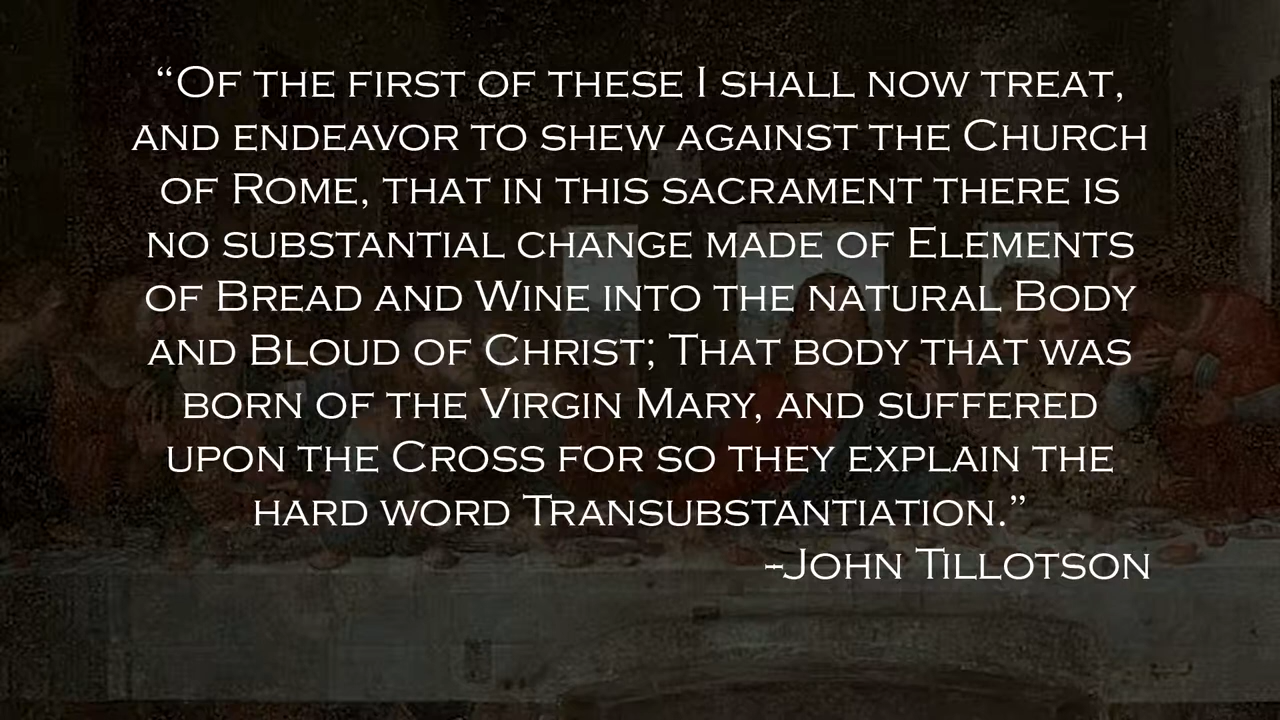 “Of the first of these I shall now treat,
and endeavor to shew against the Church
of Rome, that in this sacrament there is
no substantial change made of Elements
of Bread and Wine into the natural Body
and Bloud of Christ; That body that was
born of the Virgin Mary, and suffered
upon the Cross for so they explain the
hard word Transubstantiation.”
--John Tillotson